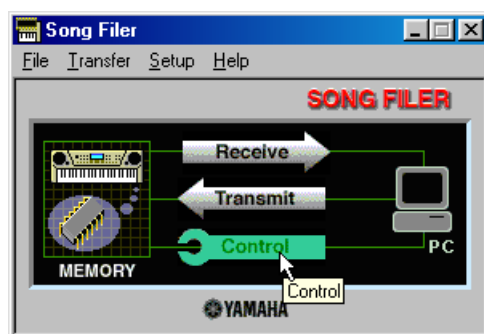 Song Filer
File Transfer Setup Help
SONG FILER
Receive
Transmit
Control
PC
MEMORY
Control
YAMAHA